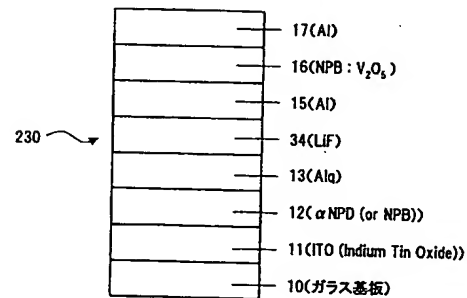 17(Al)
16(NPB : V₂O₅)
15(Al)
230
34(LiF)
13(Alq)
12(αNPD (or NPB))
11(ITO (Indium Tin Oxide))
10(ガラス基板)